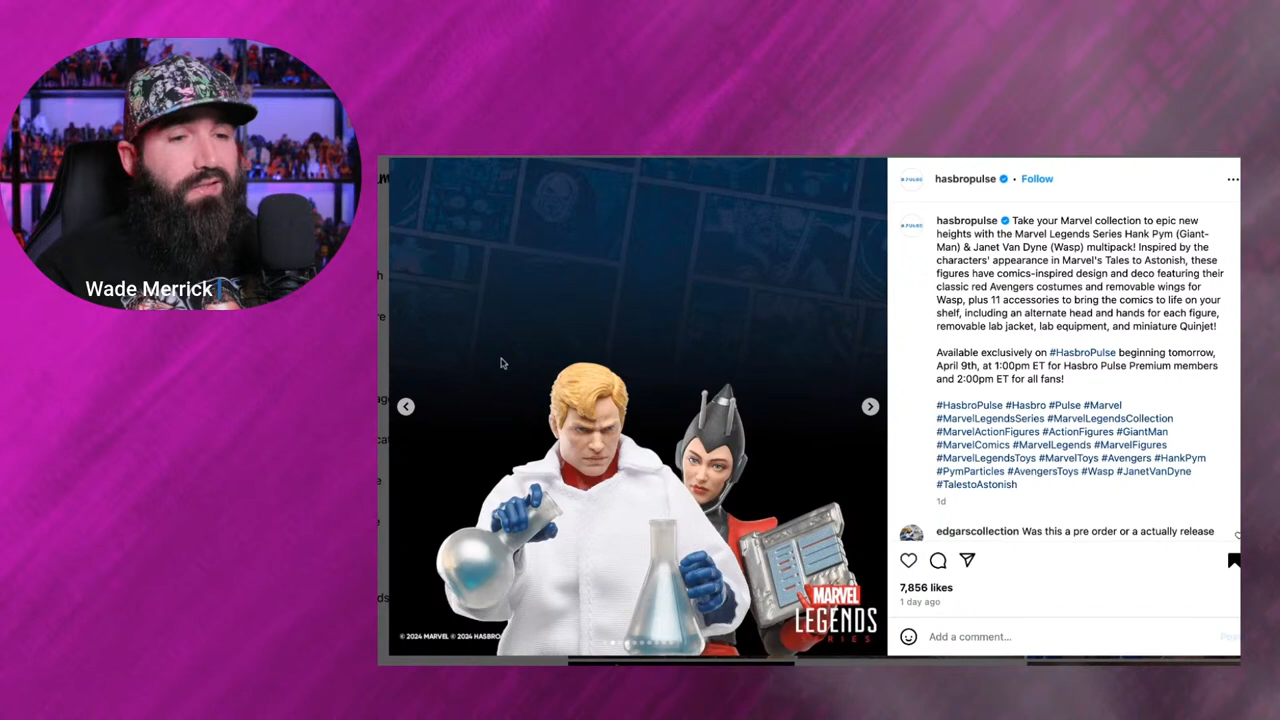 Wade Merrick
hasbropulse • Follow
hasbropulse Take your Marvel collection to epic new
heights with the Marvel Legends Series Hank Pym (Giant-
Man) & Janet Van Dyne (Wasp) multipack! Inspired by the
characters' appearance in Marvel's Tales to Astonish, these
figures have comics-inspired design and deco featuring their
classic red Avengers costumes and removable wings for
Wasp, plus 11 accessories to bring the comics to life on your
shelf, including an alternate head and hands for each figure,
removable lab jacket, lab equipment, and miniature Quinjet!
Available exclusively on #HasbroPulse beginning tomorrow,
April 9th, at 1:00pm ET for Hasbro Pulse Premium members
and 2:00pm ET for all fans!
#HasbroPulse #Hasbro #Pulse #Marvel
#MarvelLegendsSeries #MarvelLegendsCollection
#MarvelActionFigures #ActionFigures #GiantMan
#MarvelComics #MarvelLegends #MarvelFigures
#MarvelLegendsToys #MarvelToys #Avengers #HankPym
#PymParticles #AvengersToys #Wasp #JanetVanDyne
#TalestoAstonish
1d
edgarscollection Was this a pre order or a actually release
7,856 likes
1 day ago
Add a comment...
MARVEL
LEGENDS
SERIES
© 2024 MARVEL © 2024 HASBRO